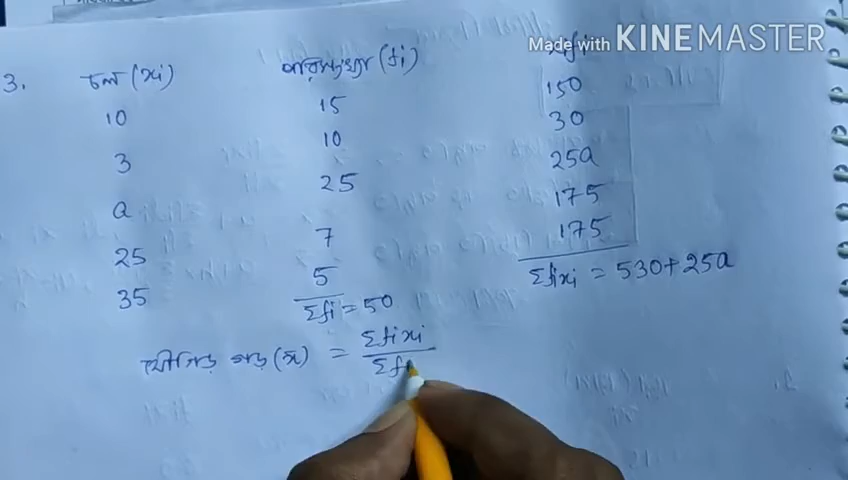 Made with KINEMASTER
3. চল (xi) পরিসংখ্যা (fi) xifi
10 15 150
3 10 30
a 25 25a
25 7 175
35 5 175
Σfi = 50 Σfixi = 530+25a
যৌগিক গড় (x̄) = Σfixi / Σfi